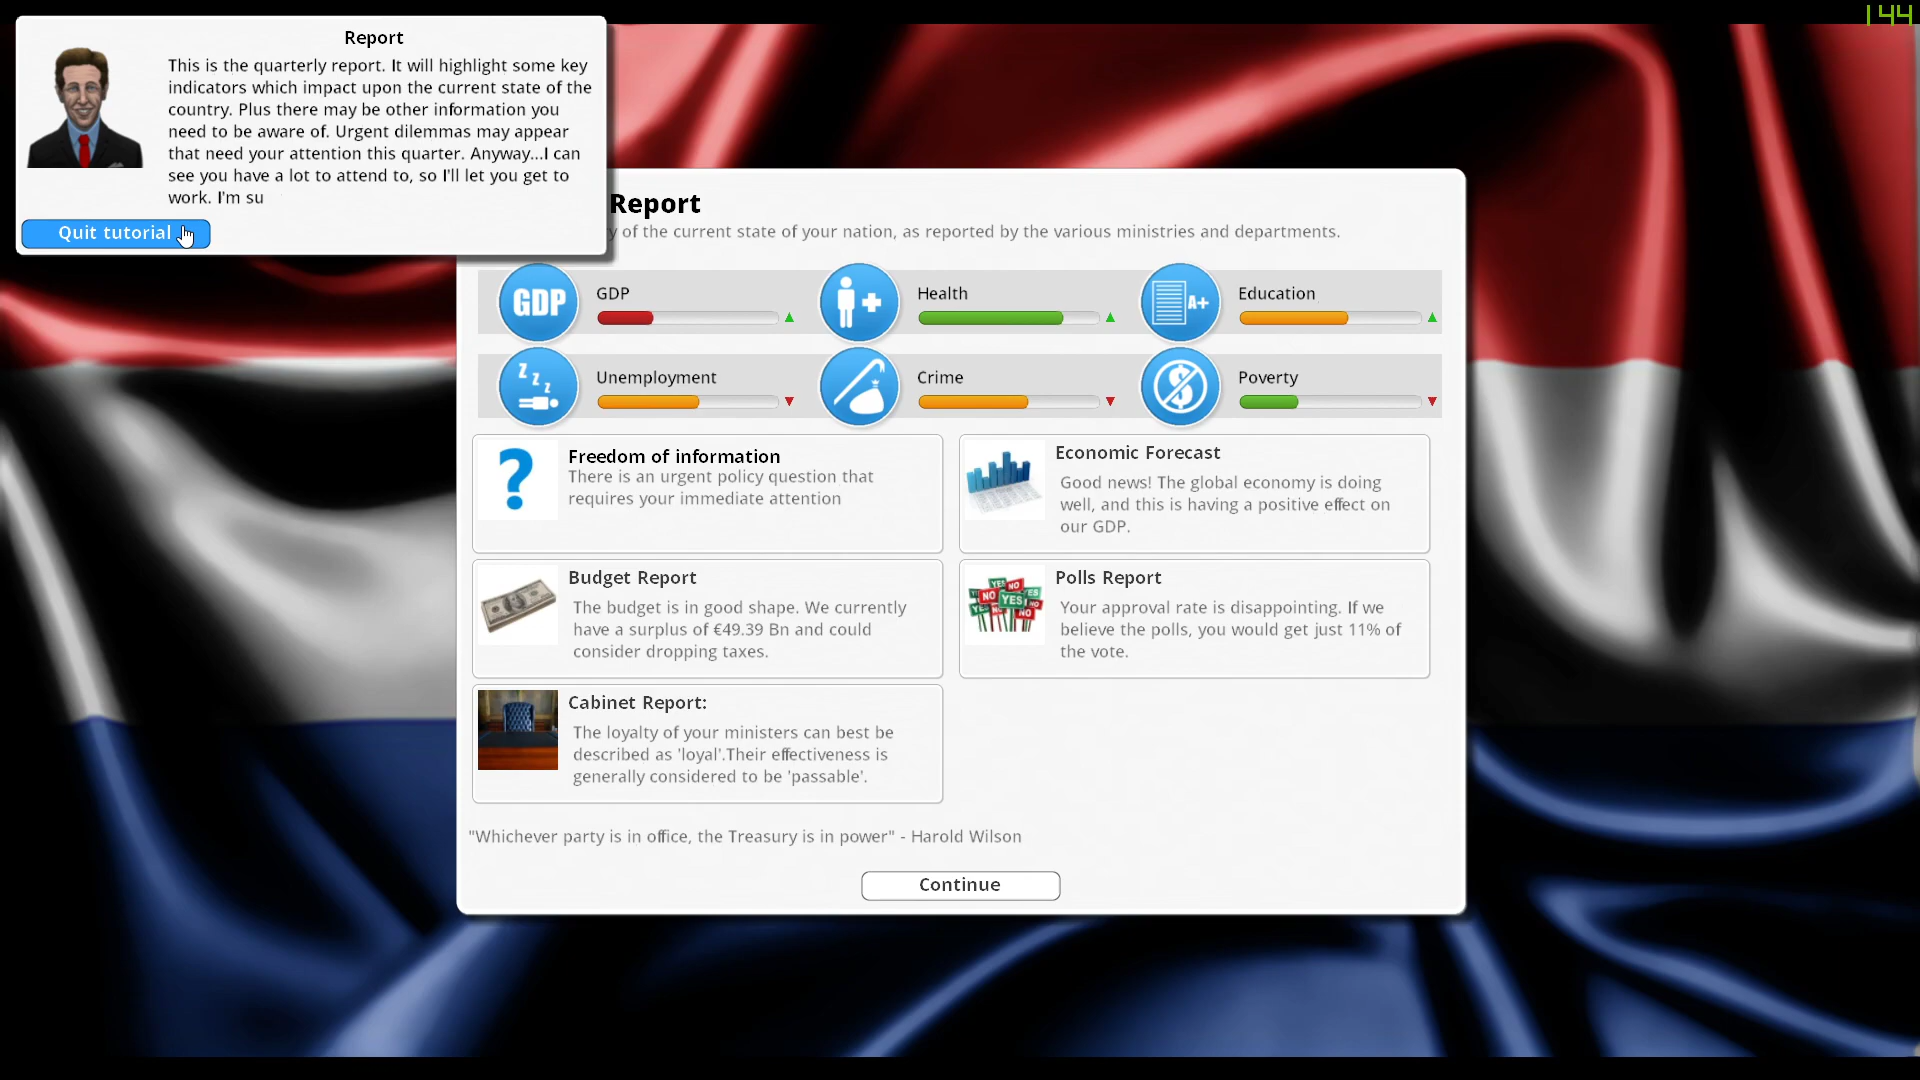 144
Report
This is the quarterly report. It will highlight some key
indicators which impact upon the current state of the
country. Plus there may be other information you
need to be aware of. Urgent dilemmas may appear
that need your attention this quarter. Anyway...I can
see you have a lot to attend to, so I'll let you get to
work. I'm su
Quit tutorial
Report
of the current state of your nation, as reported by the various ministries and departments.
GDP
GDP
Health
A+
Education
Z Z Z
Unemployment
Crime
$
Poverty
?
Freedom of information
There is an urgent policy question that
requires your immediate attention
Economic Forecast
Good news! The global economy is doing
well, and this is having a positive effect on
our GDP.
Budget Report
The budget is in good shape. We currently
have a surplus of €49.39 Bn and could
consider dropping taxes.
YES
NO
YES
NO
YES
NO
NO
Polls Report
Your approval rate is disappointing. If we
believe the polls, you would get just 11% of
the vote.
Cabinet Report:
The loyalty of your ministers can best be
described as 'loyal'.Their effectiveness is
generally considered to be 'passable'.
"Whichever party is in office, the Treasury is in power" - Harold Wilson
Continue